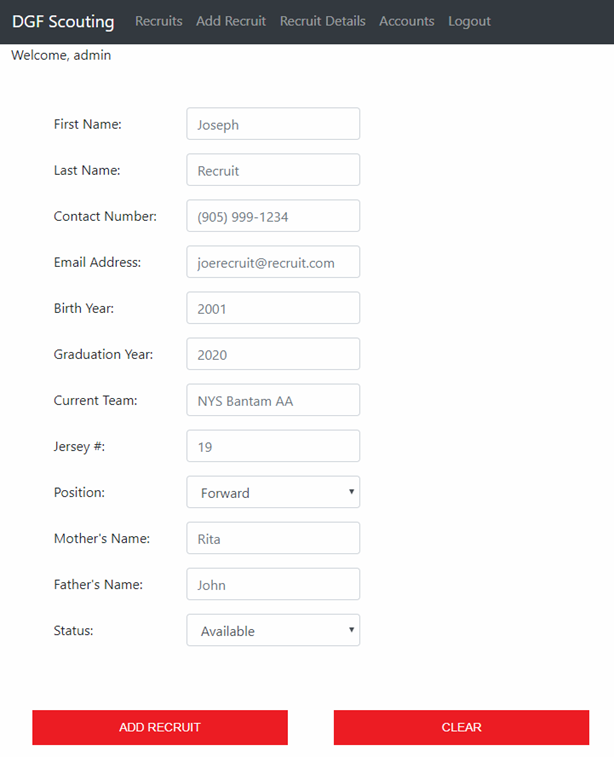 DGF Scouting Recruits Add Recruit Recruit Details Accounts Logout
Welcome, admin
First Name: Joseph
Last Name: Recruit
Contact Number: (905) 999-1234
Email Address: joerecruit@recruit.com
Birth Year: 2001
Graduation Year: 2020
Current Team: NYS Bantam AA
Jersey #: 19
Position: Forward
Mother's Name: Rita
Father's Name: John
Status: Available
ADD RECRUIT CLEAR